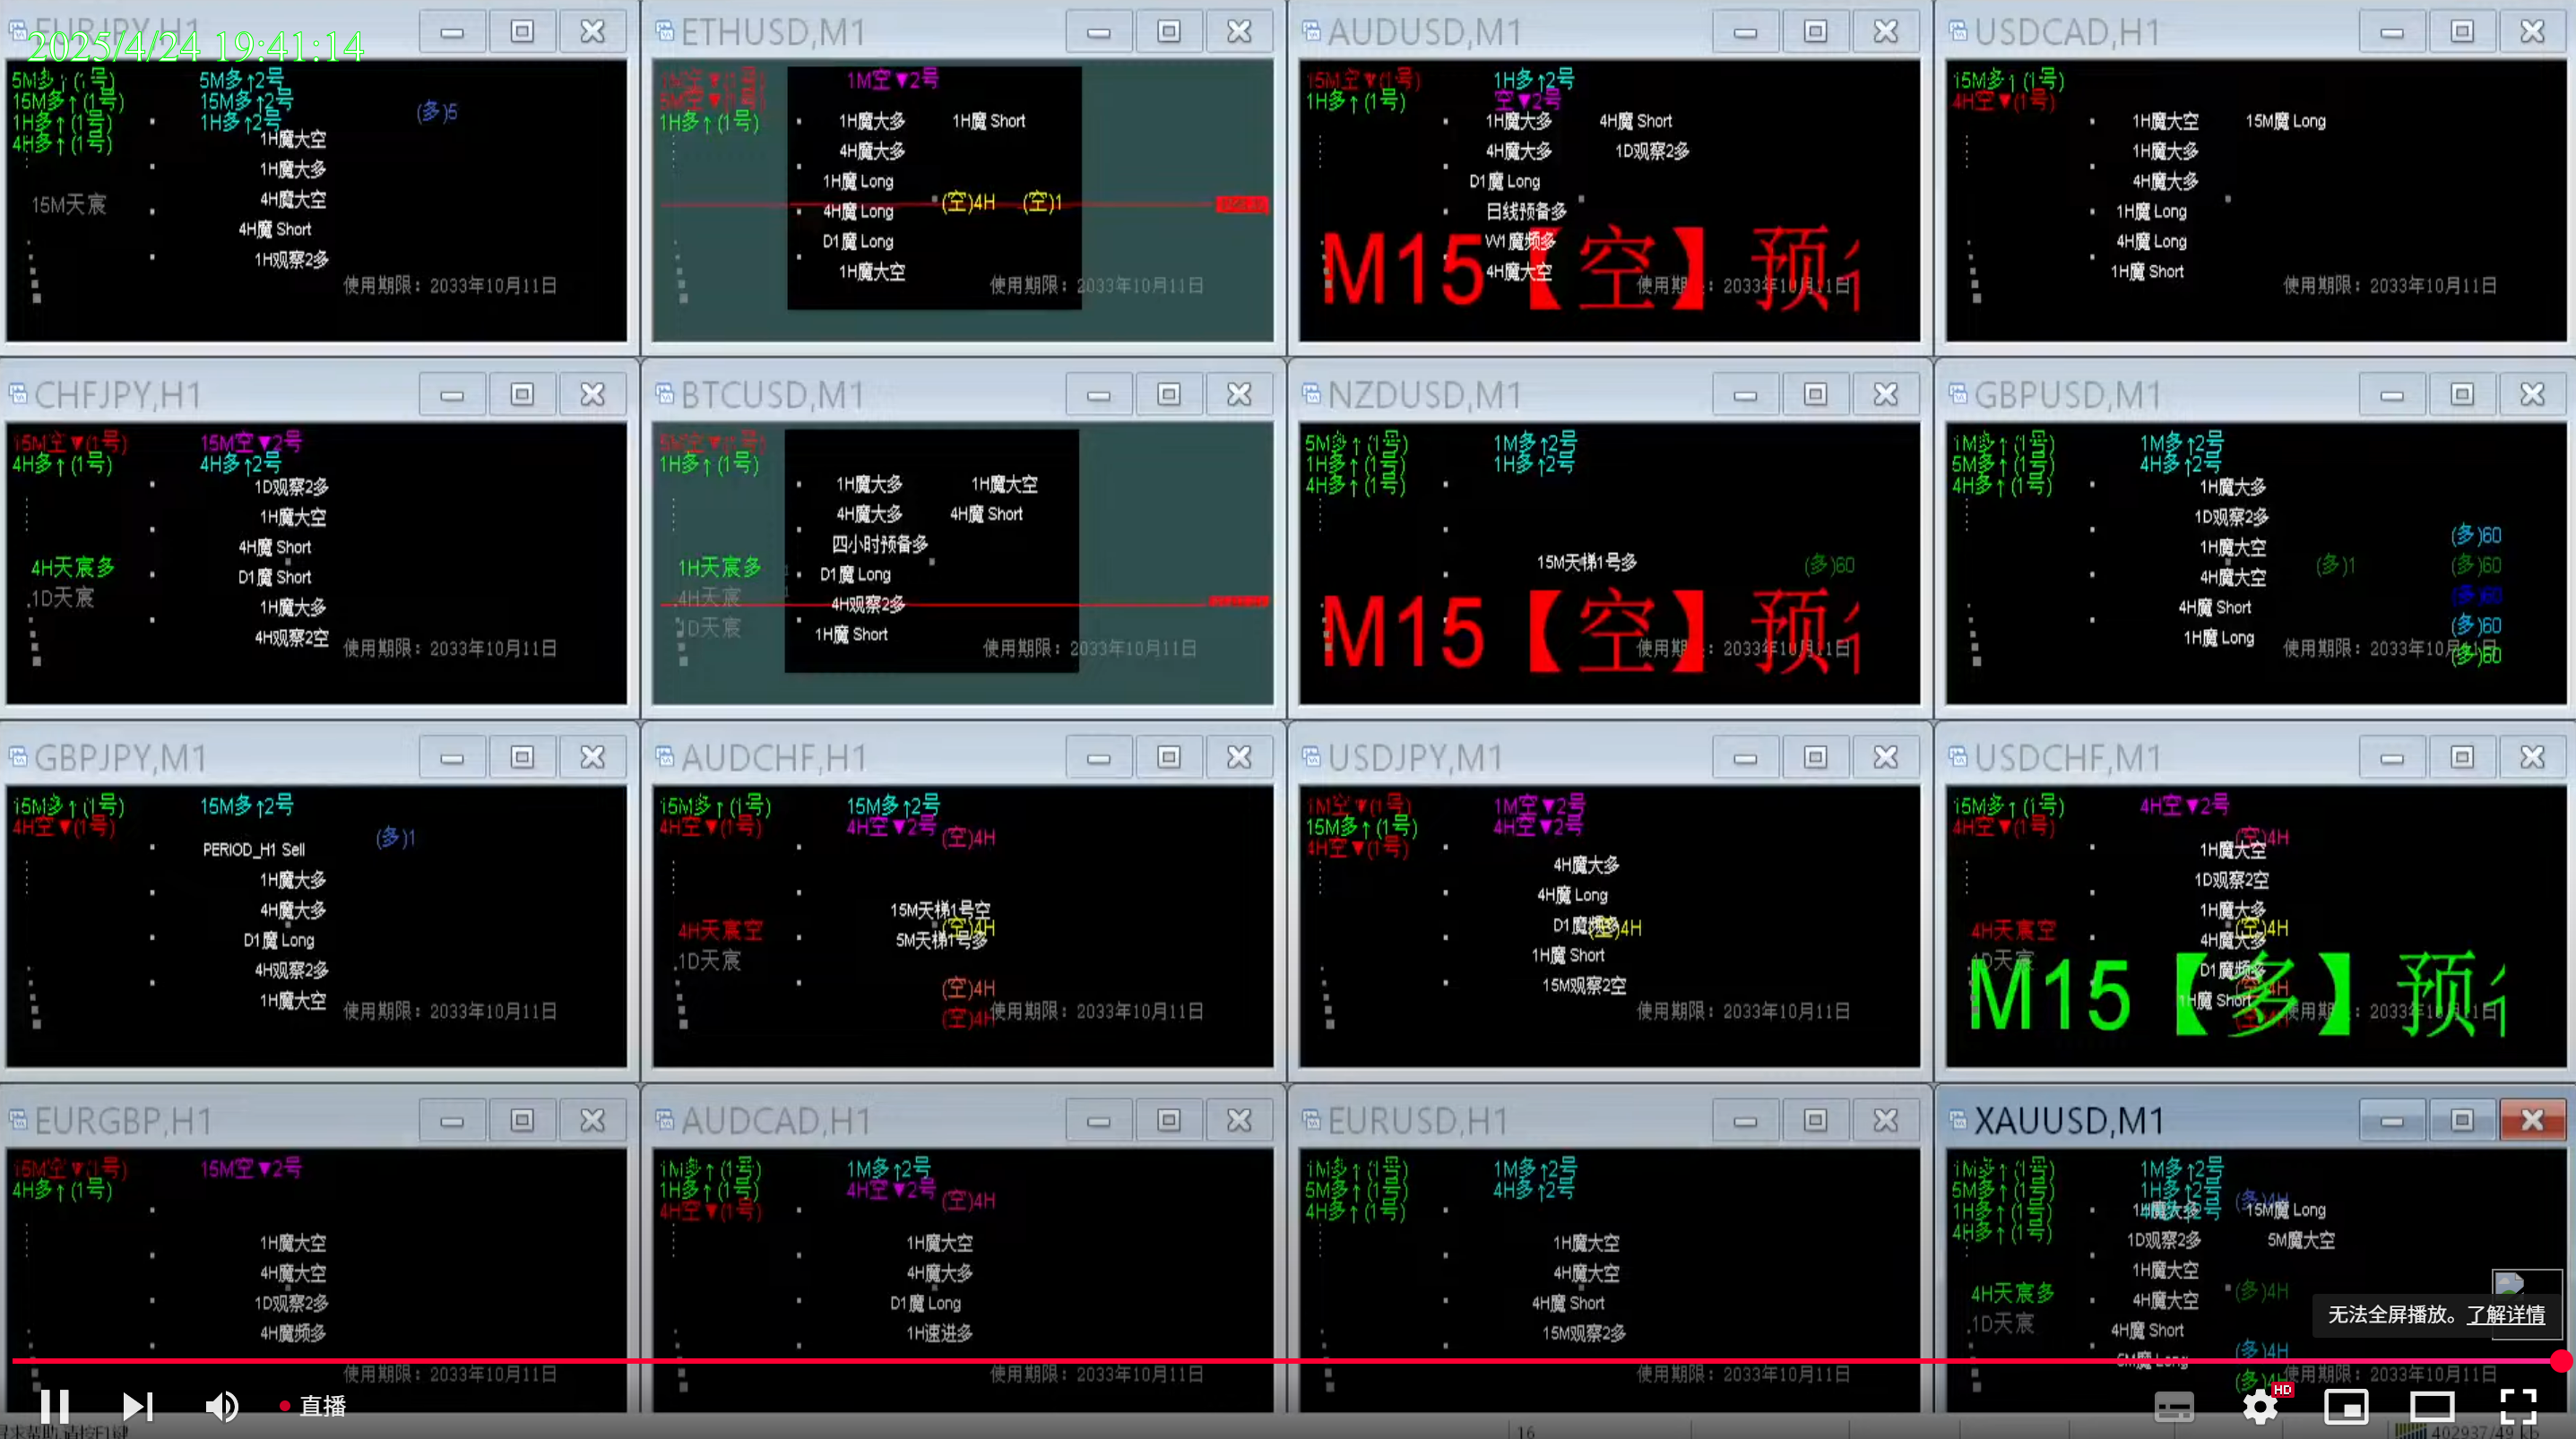 EURJPY,H1
2025/4/24 19:41:14
5M多↑(1号) 5M多↑2号
15M多↑(1号) 15M多↑2号 (多)5
1H多↑(1号) 1H多↑2号
4H多↑(1号) 1H魔大空
1H魔大多
15M天宸 4H魔大空
4H魔 Short
1H观察2多
使用期限：2033年10月11日
ETHUSD,M1
15M空▼(1号) 1M空▼2号
5M空▼(1号)
1H多↑(1号) 1H魔大多 1H魔 Short
4H魔大多
1H魔 Long
4H魔 Long (空)4H (空)1
D1魔 Long
1H魔大空
使用期限：2033年10月11日
AUDUSD,M1
15M空▼(1号) 1H多↑2号
1H多↑(1号) 空▼2号
1H魔大多 4H魔 Short
4H魔大多 1D观察2多
D1魔 Long
日线预备多
W1魔频多
M15【空】预
4H魔大空
使用期 ：2033年10月11日
USDCAD,H1
15M多↑(1号)
4H空▼(1号)
1H魔大空 15M魔 Long
1H魔大多
4H魔大多
1H魔 Long
4H魔 Long
1H魔 Short
使用期限：2033年10月11日
CHFJPY,H1
15M空▼(1号) 15M空▼2号
4H多↑(1号) 4H多↑2号
1D观察2多
1H魔大空
4H魔 Short
4H天宸多 D1魔 Short
1D天宸 1H魔大多
4H观察2空
使用期限：2033年10月11日
BTCUSD,M1
5M空▼(1号)
1H多↑(1号)
1H魔大多 1H魔大空
4H魔大多 4H魔 Short
四小时预备多
1H天宸多 D1魔 Long
4H天宸 4H观察2多
1D天宸 1H魔 Short
使用期限：2033年10月11日
NZDUSD,M1
5M多↑(1号) 1M多↑2号
1H多↑(1号) 1H多↑2号
4H多↑(1号)
15M天梯1号多 (多)60
M15【空】预
使用期 ：2033年10月11日
GBPUSD,M1
1M多↑(1号) 1M多↑2号
5M多↑(1号) 4H多↑2号
4H多↑(1号) 1H魔大多
1D观察2多
1H魔大空 (多)60
4H魔大空 (多)1 (多)60
4H魔 Short (多)60
1H魔 Long (多)60
使用期限：2033年10月 (多)60
GBPJPY,M1
15M多↑(1号) 15M多↑2号
4H空▼(1号) (多)1
PERIOD_H1 Sell
1H魔大多
4H魔大多
D1魔 Long
4H观察2多
1H魔大空
使用期限：2033年10月11日
AUDCHF,H1
15M多↑(1号) 15M多↑2号
4H空▼(1号) 4H空▼2号 (空)4H
15M天梯1号空
4H天宸空 (空)4H
5M天梯1号多
1D天宸
(空)4H
(空)4H 使用期限：2033年10月11日
USDJPY,M1
1M空▼(1号) 1M空▼2号
15M多↑(1号) 4H空▼2号
4H空▼(1号) 4H魔大多
4H魔 Long
D1魔频多 4H
1H魔 Short
15M观察2空
使用期限：2033年10月11日
USDCHF,M1
15M多↑(1号) 4H空▼2号
4H空▼(1号) (空)4H
1H魔大空
1D观察2空
1H魔大多
4H天宸空 (空)4H
4H魔大多
1D天宸 D1魔频多
M15【多】预
1H魔 Short
EURGBP,H1
15M空▼(1号) 15M空▼2号
4H多↑(1号)
1H魔大空
4H魔大空
1D观察2多
4H魔频多
使用期限：2033年10月11日
AUDCAD,H1
1M多↑(1号) 1M多↑2号
1H多↑(1号) 4H空▼2号 (空)4H
4H空▼(1号)
1H魔大空
4H魔大多
D1魔 Long
1H速进多
使用期限：2033年10月11日
EURUSD,H1
1M多↑(1号) 1M多↑2号
5M多↑(1号) 4H多↑2号
4H多↑(1号)
1H魔大空
4H魔大空
4H魔 Short
15M观察2多
使用期限：2033年10月11日
XAUUSD,M1
1M多↑(1号) 1M多↑2号
5M多↑(1号) 1H多↑2号 (多)4H
1H多↑(1号) 15M魔 Long
4H多↑(1号) 1D观察2多 5M魔大空
1H魔大空
4H天宸多 4H魔大空 (多)4H
1D天宸 4H魔 Short
5M魔 Long (多)4H
使用期限：2033年10月11日
无法全屏播放。了解详情
直播
HD
16
402937/49 kb